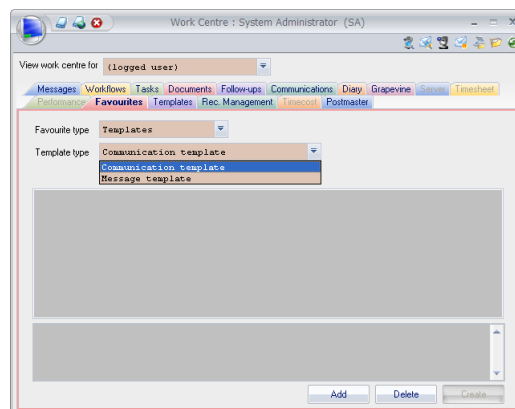 Work Centre : System Administrator (SA)
View work centre for (logged user)
Messages Workflows Tasks Documents Follow-ups Communications Diary Grapevine Server Timesheet
Performance Favourites Templates Rec. Management Timecost Postmaster
Favourite type Templates
Template type Communication template
Communication template
Message template
Add Delete Create